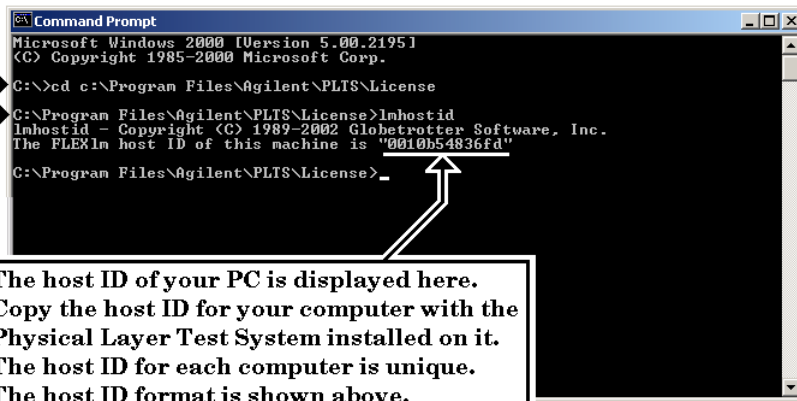 Command Prompt
Microsoft Windows 2000 [Version 5.00.2195]
(C) Copyright 1985-2000 Microsoft Corp.
C:\>cd c:\Program Files\Agilent\PLTS\License
C:\Program Files\Agilent\PLTS\License>lmhostid
lmhostid - Copyright (C) 1989-2002 Globetrotter Software, Inc.
The FLEXlm host ID of this machine is "0010b54836fd"
C:\Program Files\Agilent\PLTS\License>_
The host ID of your PC is displayed here.
Copy the host ID for your computer with the
Physical Layer Test System installed on it.
The host ID for each computer is unique.
The host ID format is shown above.